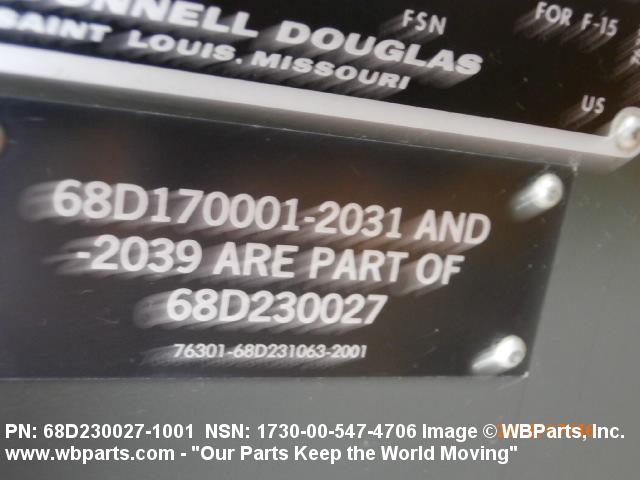 FSN FOR F-15
DONNELL DOUGLAS
SAINT LOUIS, MISSOURI
US
68D170001-2031 AND
-2039 ARE PART OF
68D230027
76301-68D231063-2001
PN: 68D230027-1001 NSN: 1730-00-547-4706 Image © WBParts, Inc.
www.wbparts.com - "Our Parts Keep the World Moving"